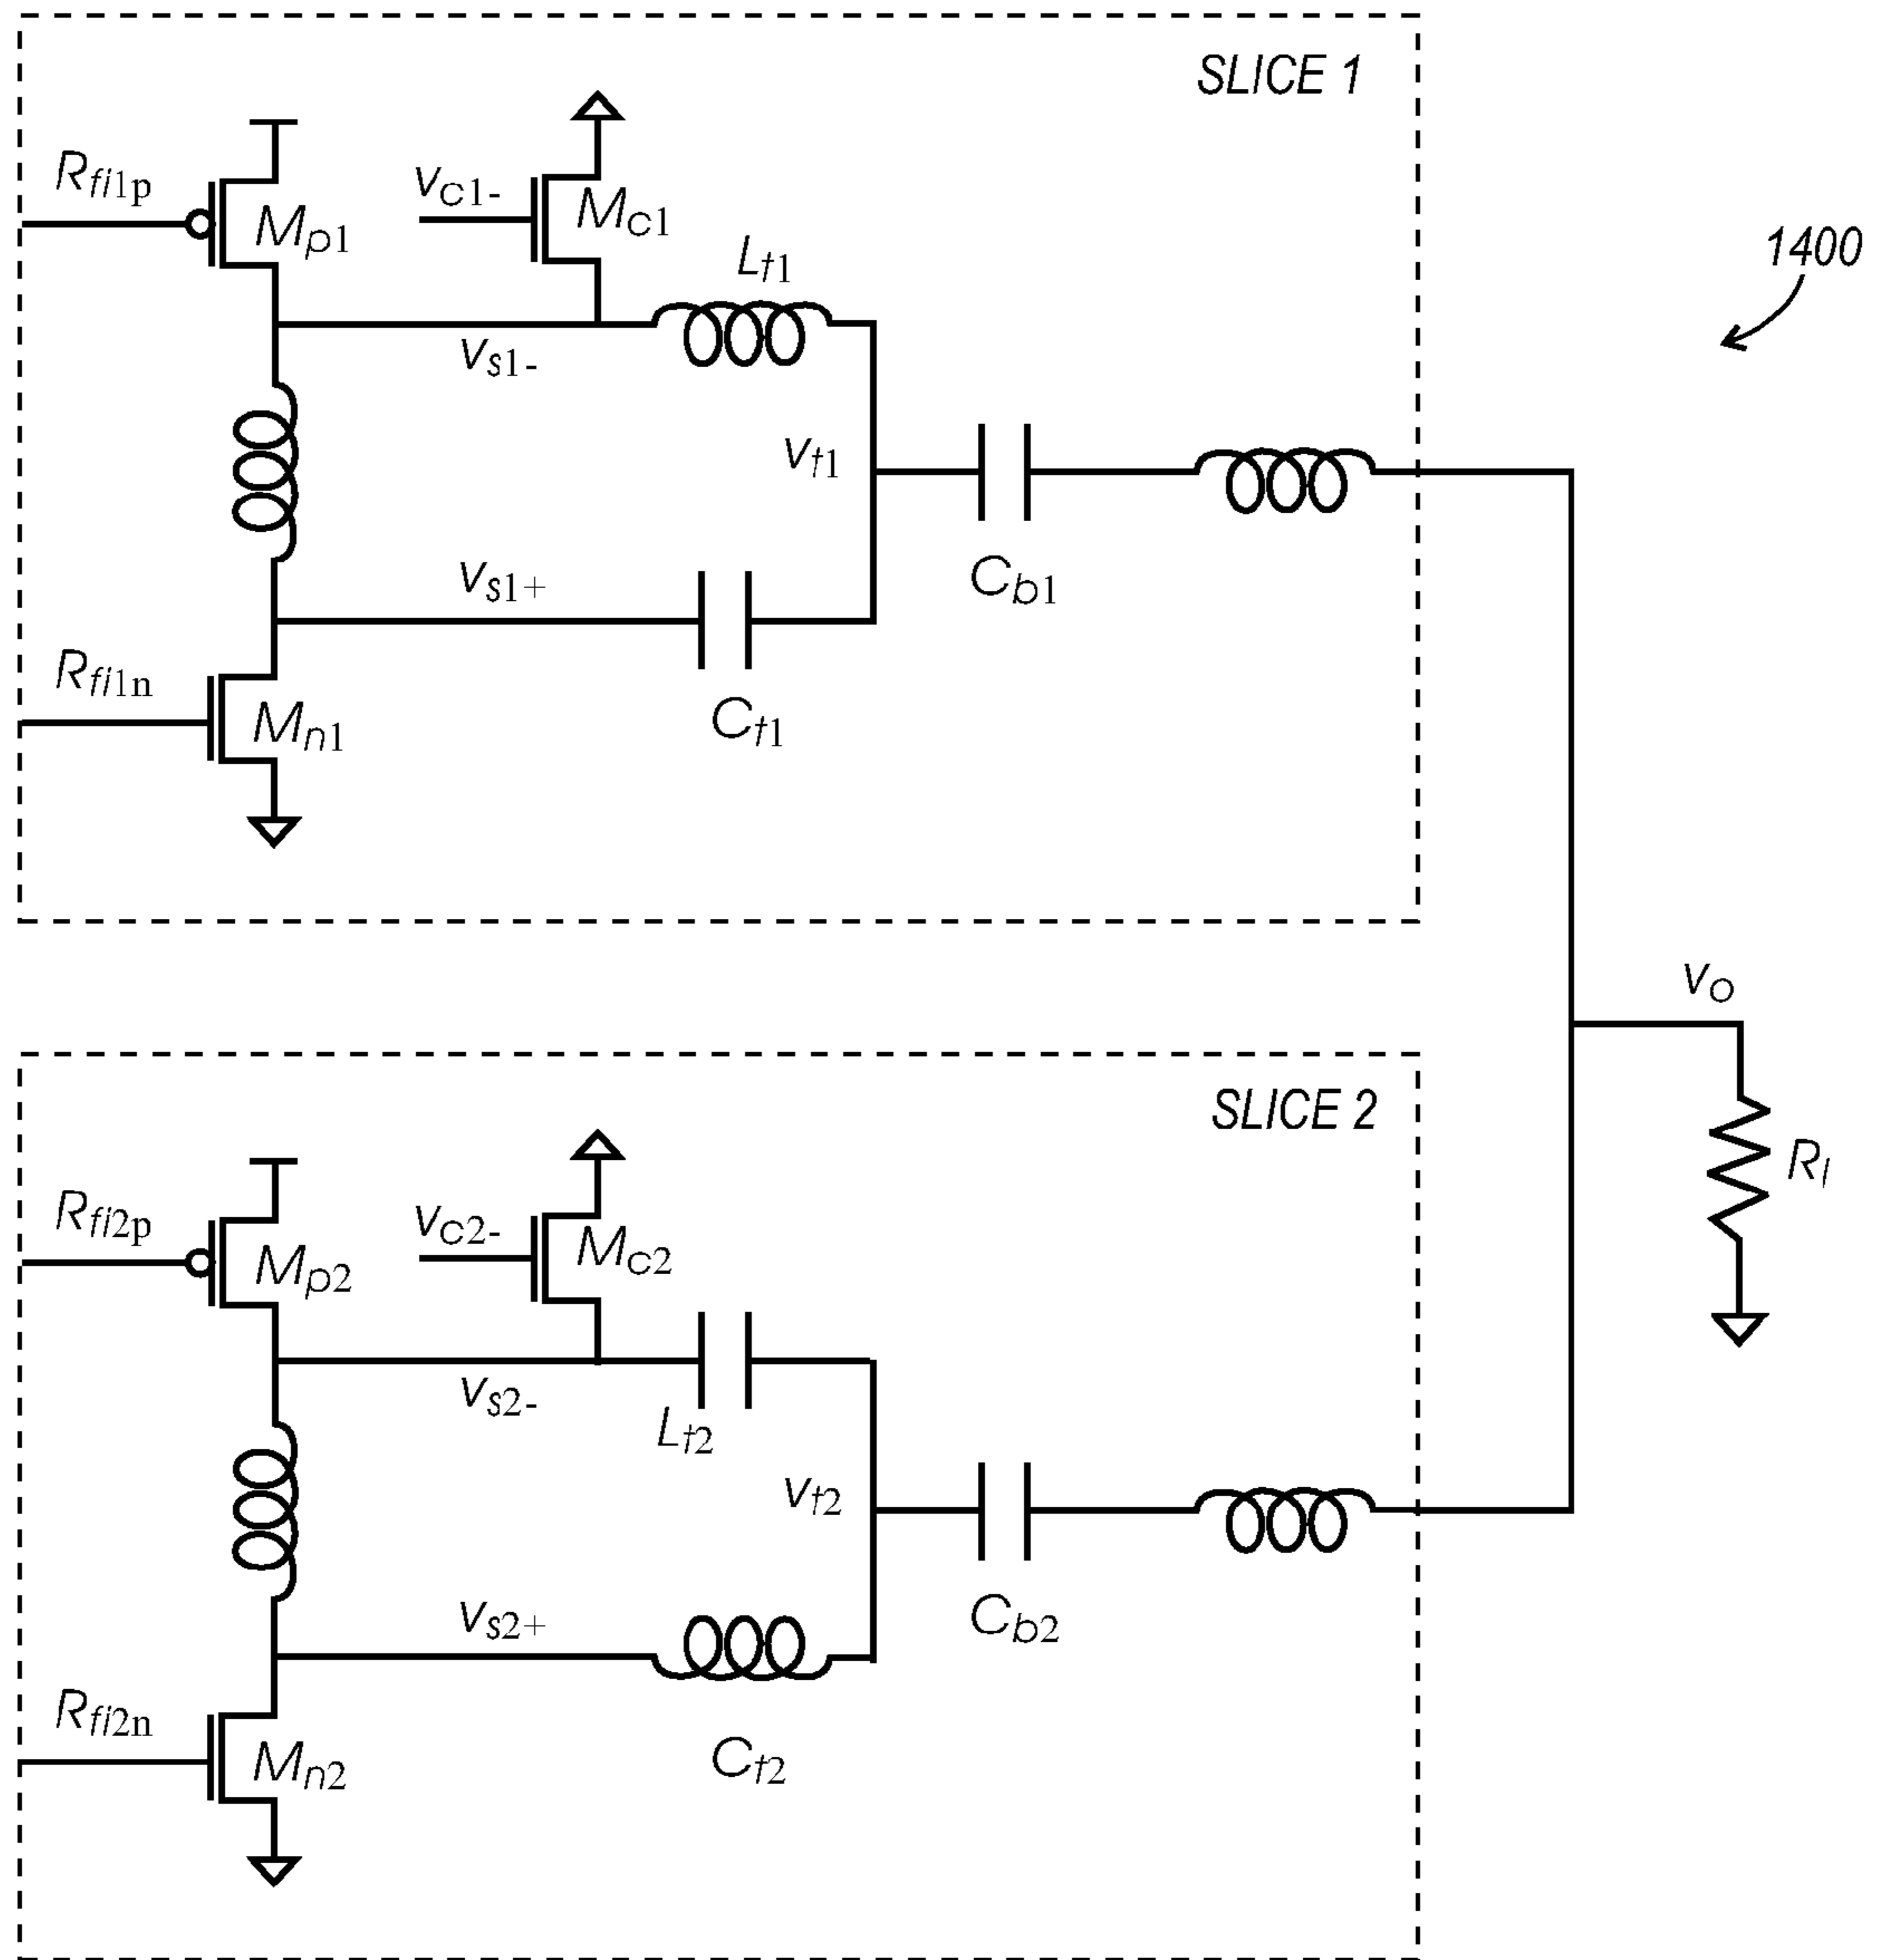 SLICE 1
R_fi1p
M_p1
v_c1-
M_c1
L_t1
1400
v_s1-
v_t1
C_b1
v_s1+
R_fi1n
M_n1
C_t1
v_o
SLICE 2
R_fi2p
M_p2
v_c2-
M_c2
R_l
v_s2-
L_t2
v_t2
C_b2
v_s2+
R_fi2n
M_n2
C_t2